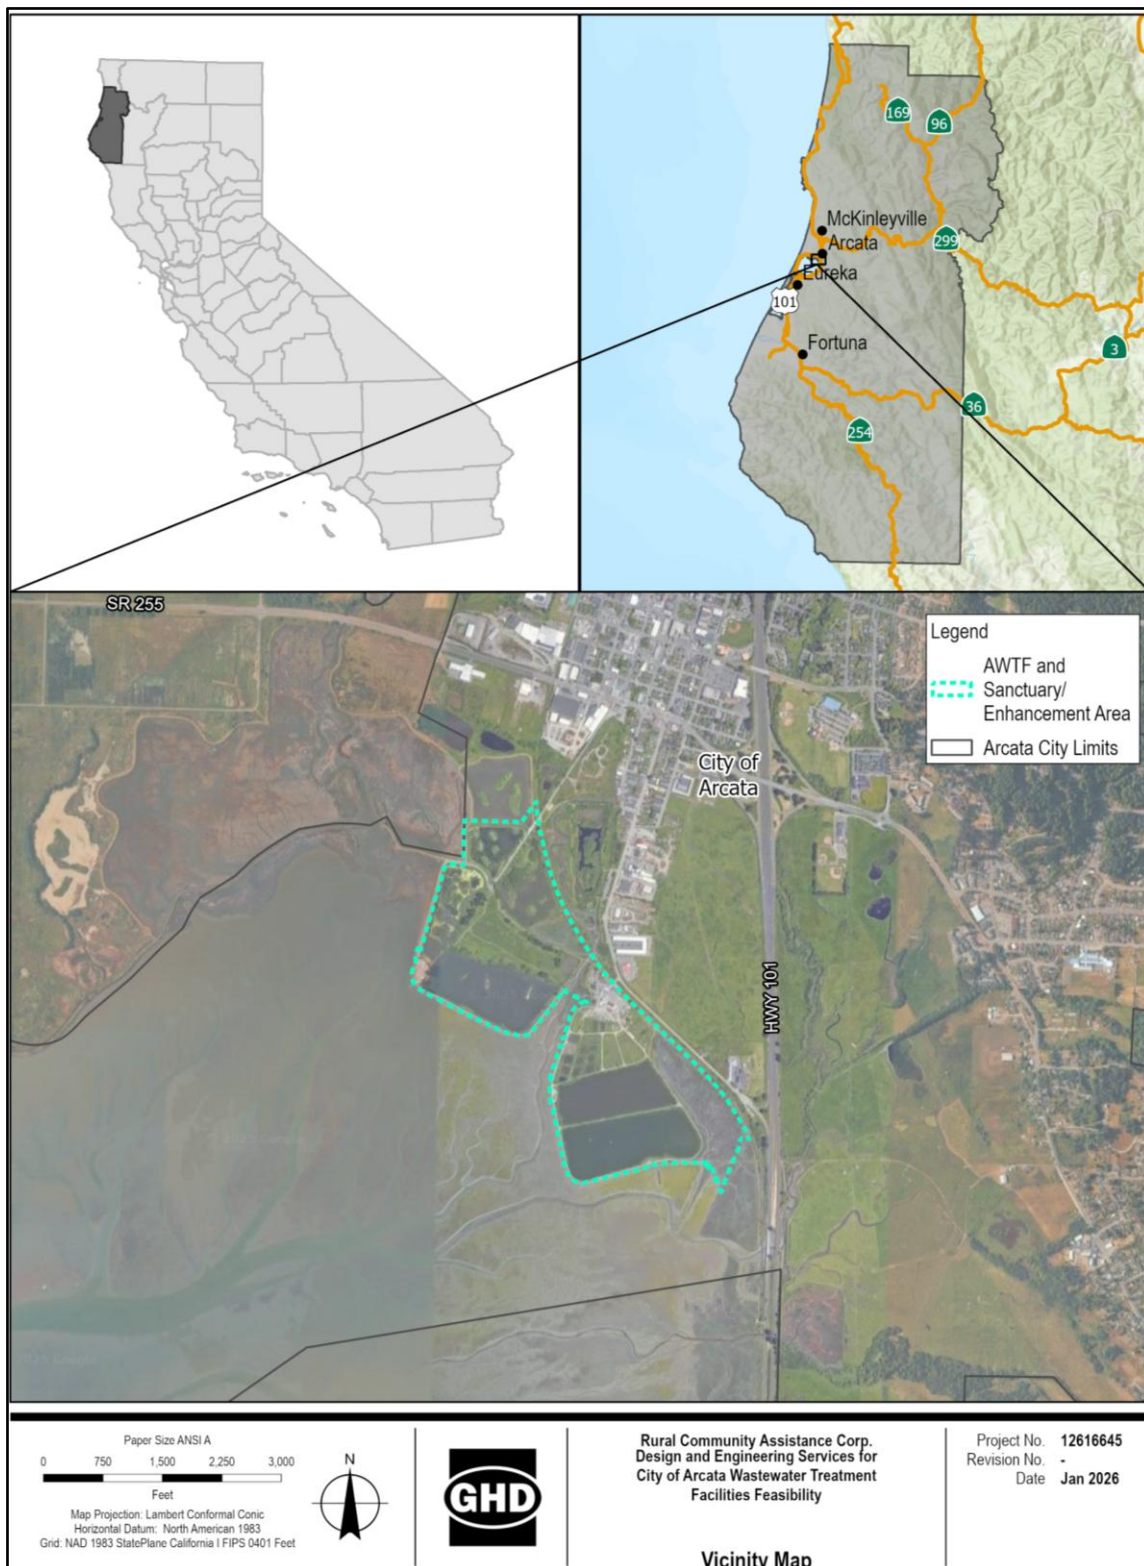 169
96
McKinleyville
Arcata
299
Eureka
101
Fortuna
3
36
254
SR 255
Legend
AWTF and
Sanctuary/
Enhancement Area
Arcata City Limits
City of
Arcata
HWY 101
Paper Size ANSI A
0 750 1,500 2,250 3,000
Feet
Map Projection: Lambert Conformal Conic
Horizontal Datum: North American 1983
Grid: NAD 1983 StatePlane California I FIPS 0401 Feet
N
GHD
Rural Community Assistance Corp.
Design and Engineering Services for
City of Arcata Wastewater Treatment
Facilities Feasibility
Vicinity Map
Project No. 12616645
Revision No. -
Date Jan 2026